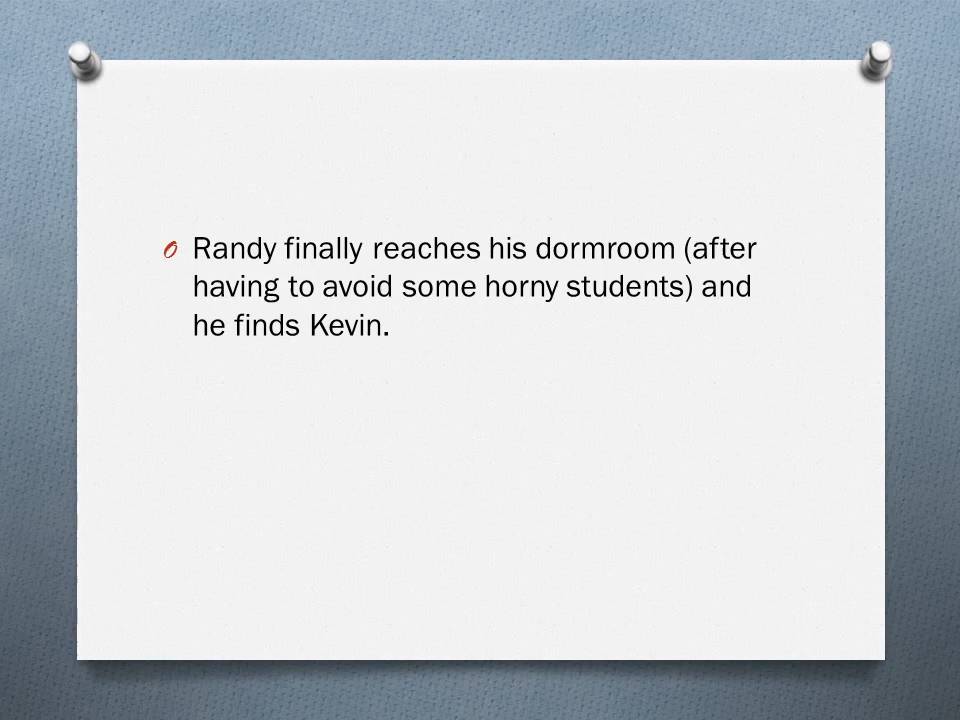 Randy finally reaches his dormroom (after
having to avoid some horny students) and
he finds Kevin.